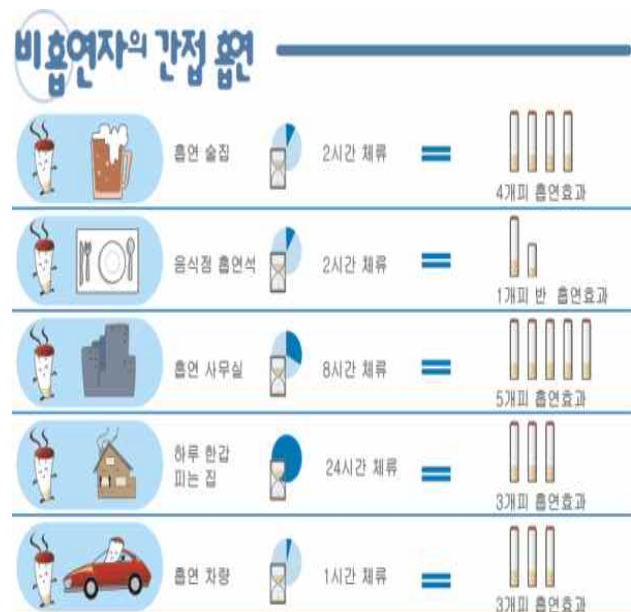 비흡연자의 간접 흡연
흡연 술집
2시간 체류
4개피 흡연효과
음식점 흡연석
2시간 체류
1개피 반 흡연효과
흡연 사무실
8시간 체류
5개피 흡연효과
하루 한갑
피는 집
24시간 체류
3개피 흡연효과
흡연 차량
1시간 체류
3개피 흡연효과